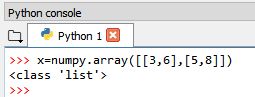 Python console
Python 1
>>> x=numpy.array([[3,6],[5,8]])
<class 'list'>
>>>